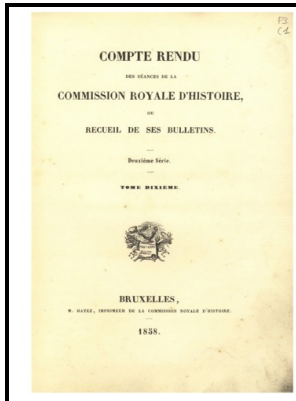 COMPTE RENDU
DES SÉANCES DE LA
COMMISSION ROYALE D'HISTOIRE,
OU
RECUEIL DE SES BULLETINS.
Deuxième Série.
TOME DIXIÈME.
BRUXELLES,
M. HAYEZ, IMPRIMEUR DE LA COMMISSION ROYALE D'HISTOIRE.
1858.